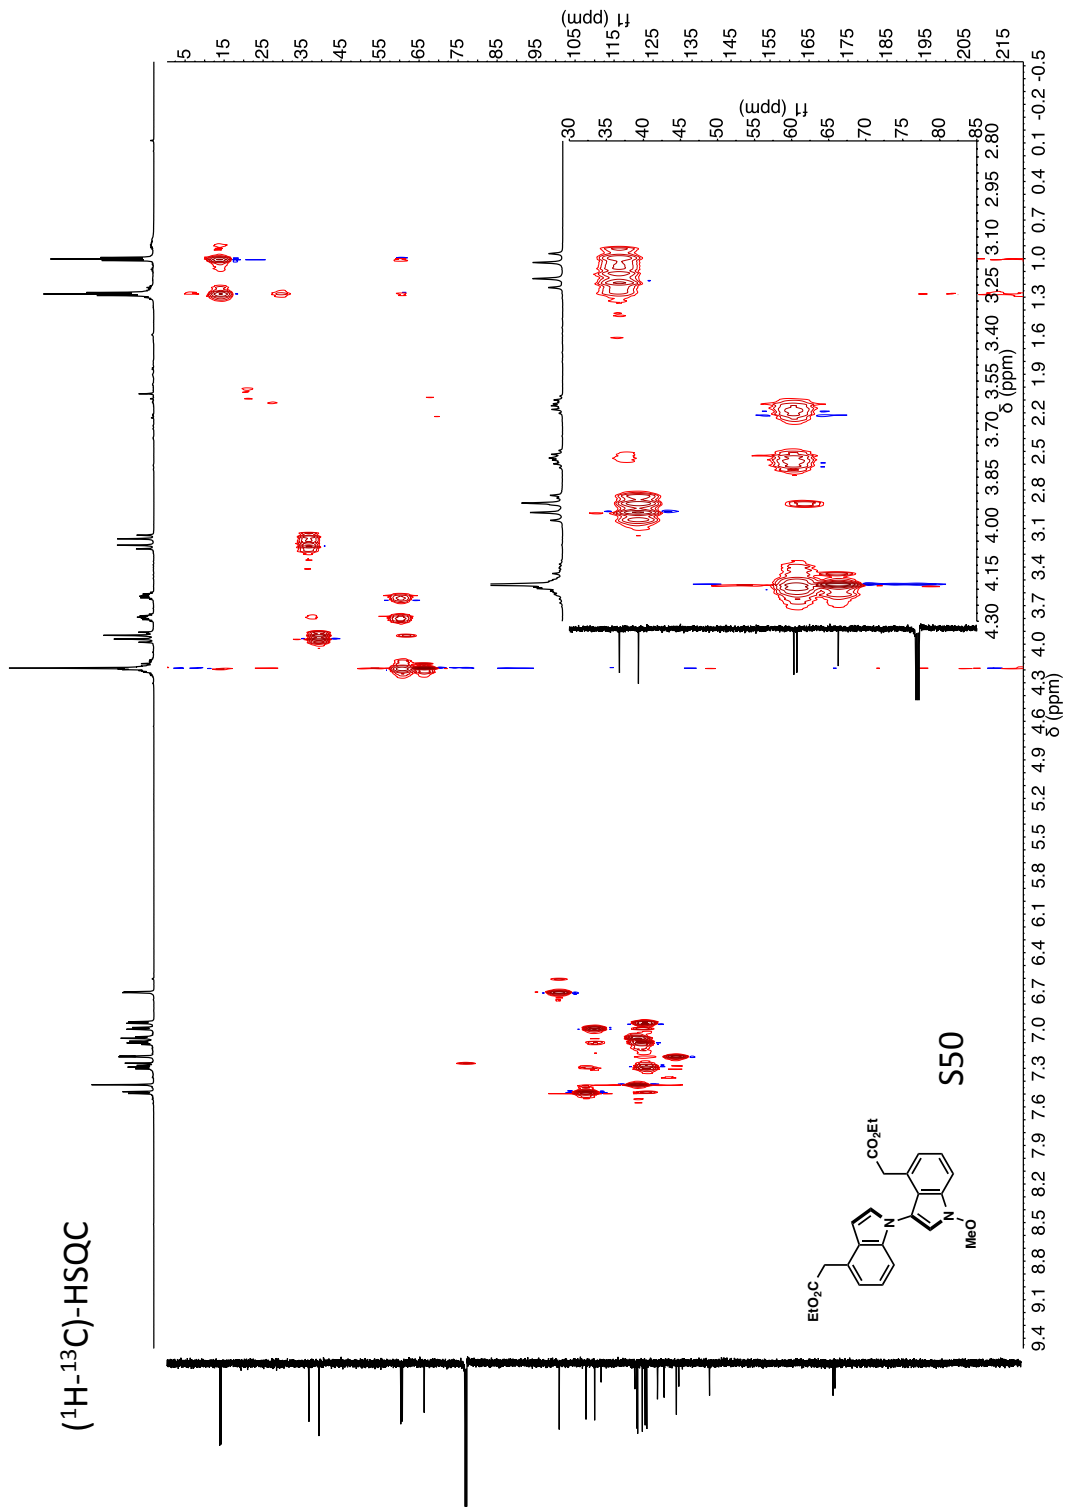 (¹H-¹³C)-HSQC
5
15
25
35
45
55
65
75
85
95
105
115
125
135
145
155
165
175
185
195
205
215
f1 (ppm)
30
35
40
45
50
55
60
65
70
75
80
85
f1 (ppm)
4.30 4.15 4.00 3.85 3.70 3.55 3.40 3.25 3.10 2.95 2.80
δ (ppm)
EtO₂C
CO₂Et
N
N
O
MeO
S50
9.4 9.1 8.8 8.5 8.2 7.9 7.6 7.3 7.0 6.7 6.4 6.1 5.8 5.5 5.2 4.9 4.6 4.3 4.0 3.7 3.4 3.1 2.8 2.5 2.2 1.9 1.6 1.3 1.0 0.7 0.4 0.1 -0.2 -0.5
δ (ppm)